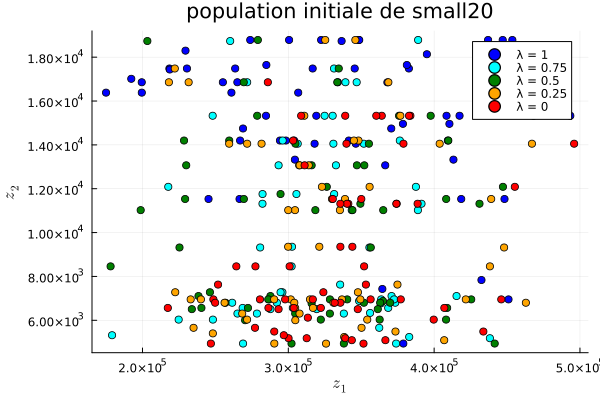 population initiale de small20
λ = 1
λ = 0.75
λ = 0.5
λ = 0.25
λ = 0
1.80×10⁴
1.60×10⁴
1.40×10⁴
1.20×10⁴
1.00×10⁴
8.00×10³
6.00×10³
z₂
2.0×10⁵ 3.0×10⁵ 4.0×10⁵ 5.0×10⁵
z₁